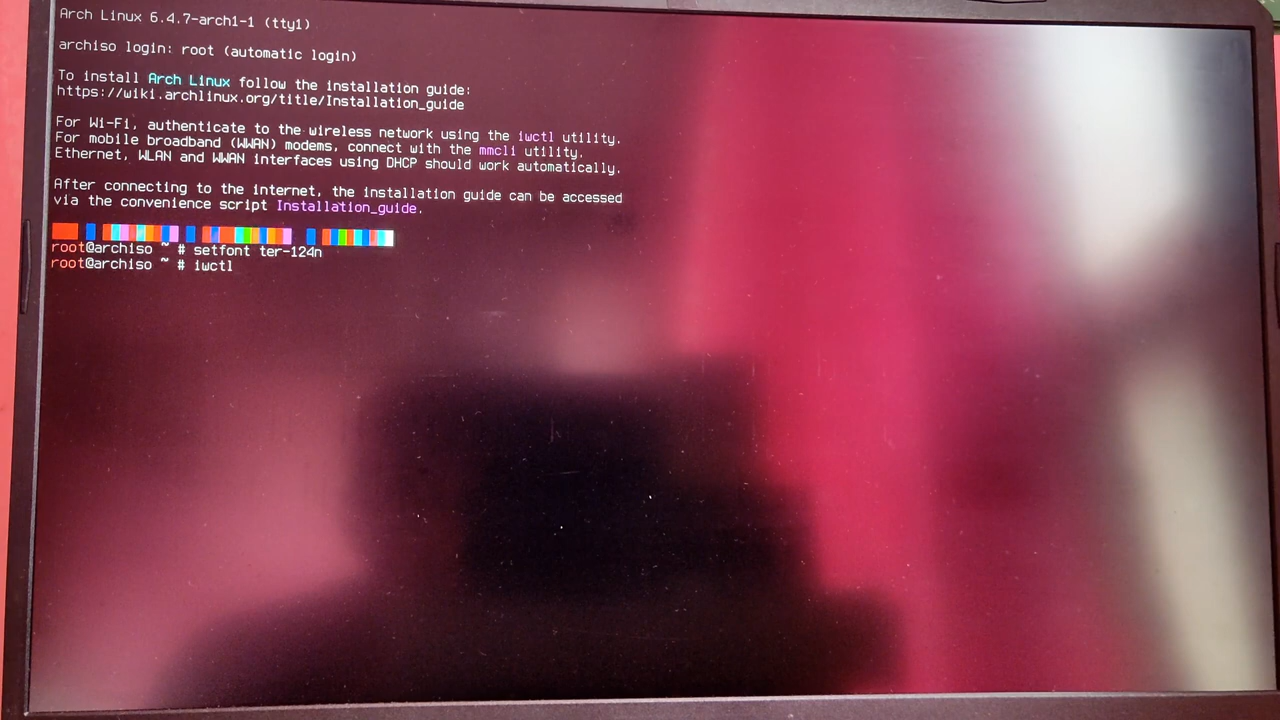 Arch Linux 6.4.7-arch1-1 (tty1)
archiso login: root (automatic login)
To install Arch Linux follow the installation guide:
https://wiki.archlinux.org/title/Installation_guide
For Wi-Fi, authenticate to the wireless network using the iwctl utility.
For mobile broadband (WWAN) modems, connect with the mmcli utility.
Ethernet, WLAN and WWAN interfaces using DHCP should work automatically.
After connecting to the internet, the installation guide can be accessed
via the convenience script Installation_guide.
root@archiso ~ # setfont ter-124n
root@archiso ~ # iwctl